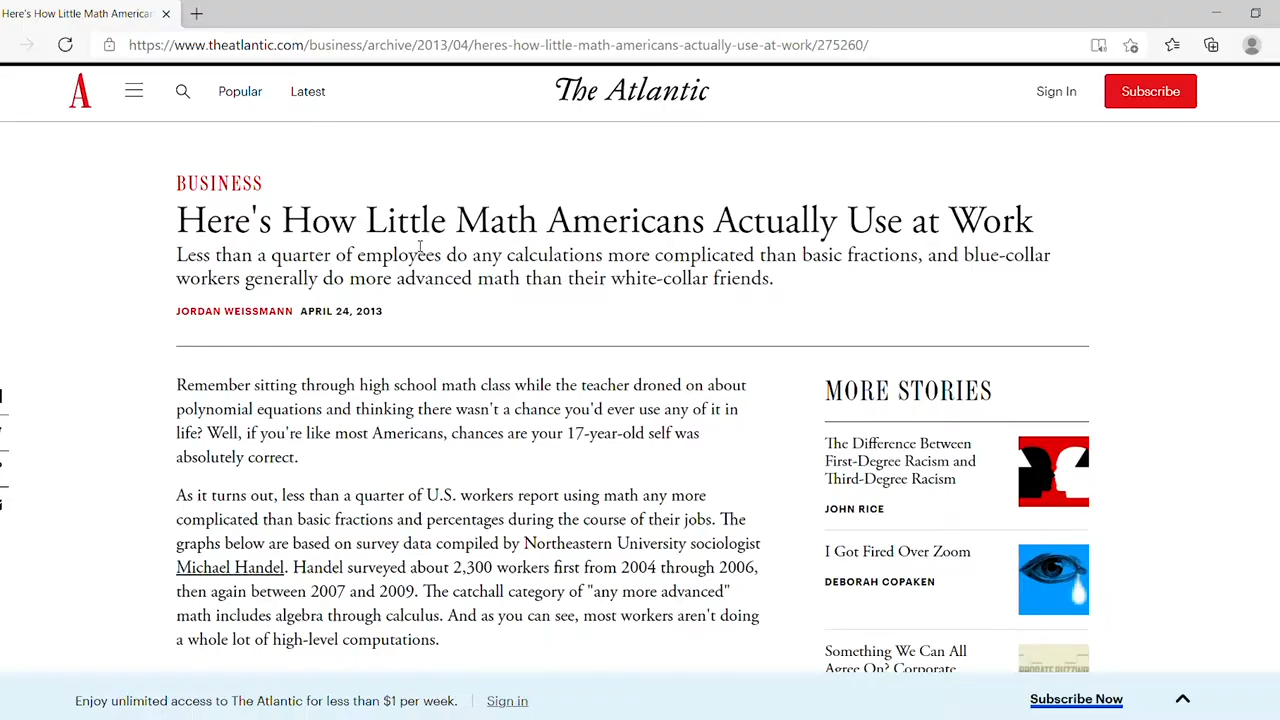 Here's How Little Math American
https://www.theatlantic.com/business/archive/2013/04/heres-how-little-math-americans-actually-use-at-work/275260/
A
Popular
Latest
The Atlantic
Sign In
Subscribe
BUSINESS
Here's How Little Math Americans Actually Use at Work
Less than a quarter of employees do any calculations more complicated than basic fractions, and blue-collar
workers generally do more advanced math than their white-collar friends.
JORDAN WEISSMANN APRIL 24, 2013
Remember sitting through high school math class while the teacher droned on about
polynomial equations and thinking there wasn't a chance you'd ever use any of it in
life? Well, if you're like most Americans, chances are your 17-year-old self was
absolutely correct.
As it turns out, less than a quarter of U.S. workers report using math any more
complicated than basic fractions and percentages during the course of their jobs. The
graphs below are based on survey data compiled by Northeastern University sociologist
Michael Handel. Handel surveyed about 2,300 workers first from 2004 through 2006,
then again between 2007 and 2009. The catchall category of "any more advanced"
math includes algebra through calculus. And as you can see, most workers aren't doing
a whole lot of high-level computations.
MORE STORIES
The Difference Between
First-Degree Racism and
Third-Degree Racism
JOHN RICE
I Got Fired Over Zoom
DEBORAH COPAKEN
Something We Can All
Agree On? Corporate
Enjoy unlimited access to The Atlantic for less than $1 per week.
Sign in
Subscribe Now